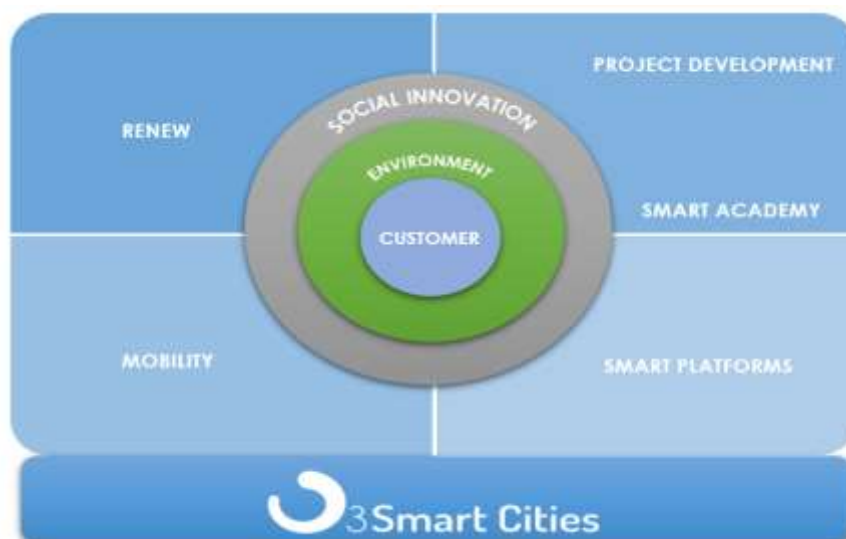 PROJECT DEVELOPMENT
SOCIAL INNOVATION
RENEW
ENVIRONMENT
SMART ACADEMY
CUSTOMER
MOBILITY
SMART PLATFORMS
3Smart Cities